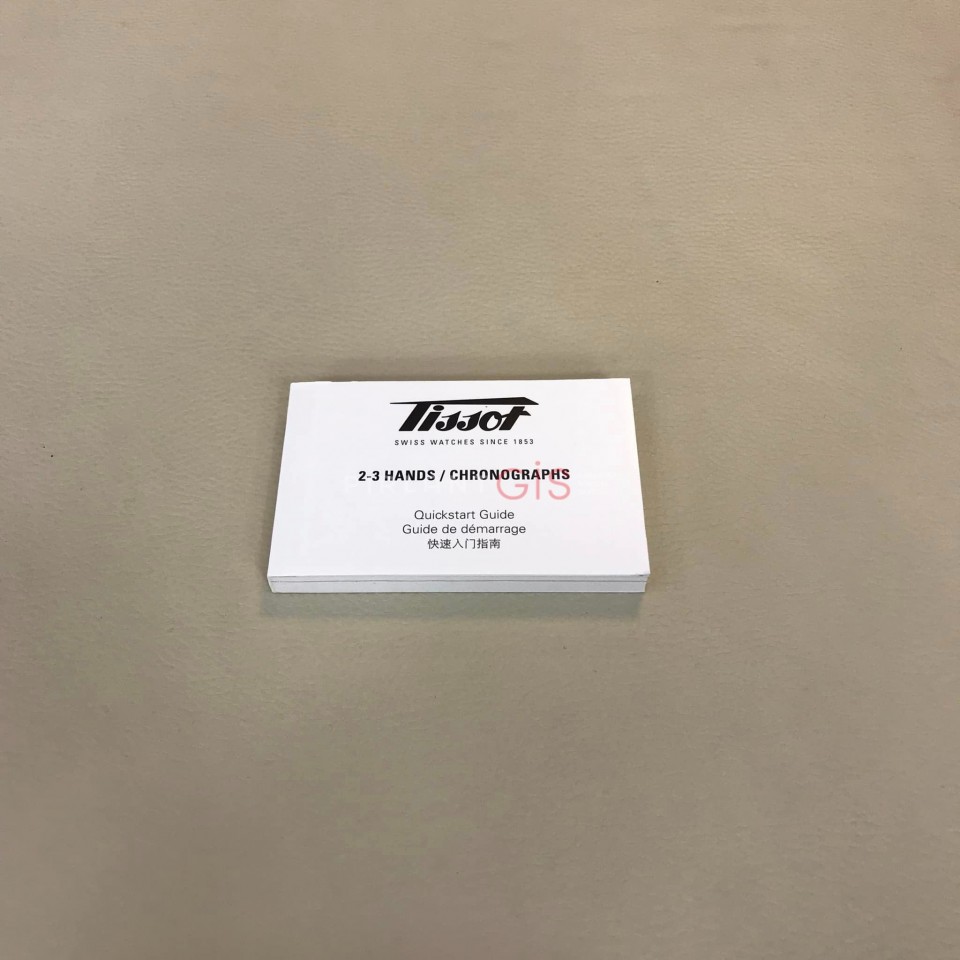 Tissot
SWISS WATCHES SINCE 1853
2-3 HANDS / CHRONOGRAPHS
Gis
Quickstart Guide
Guide de démarrage
快速入门指南